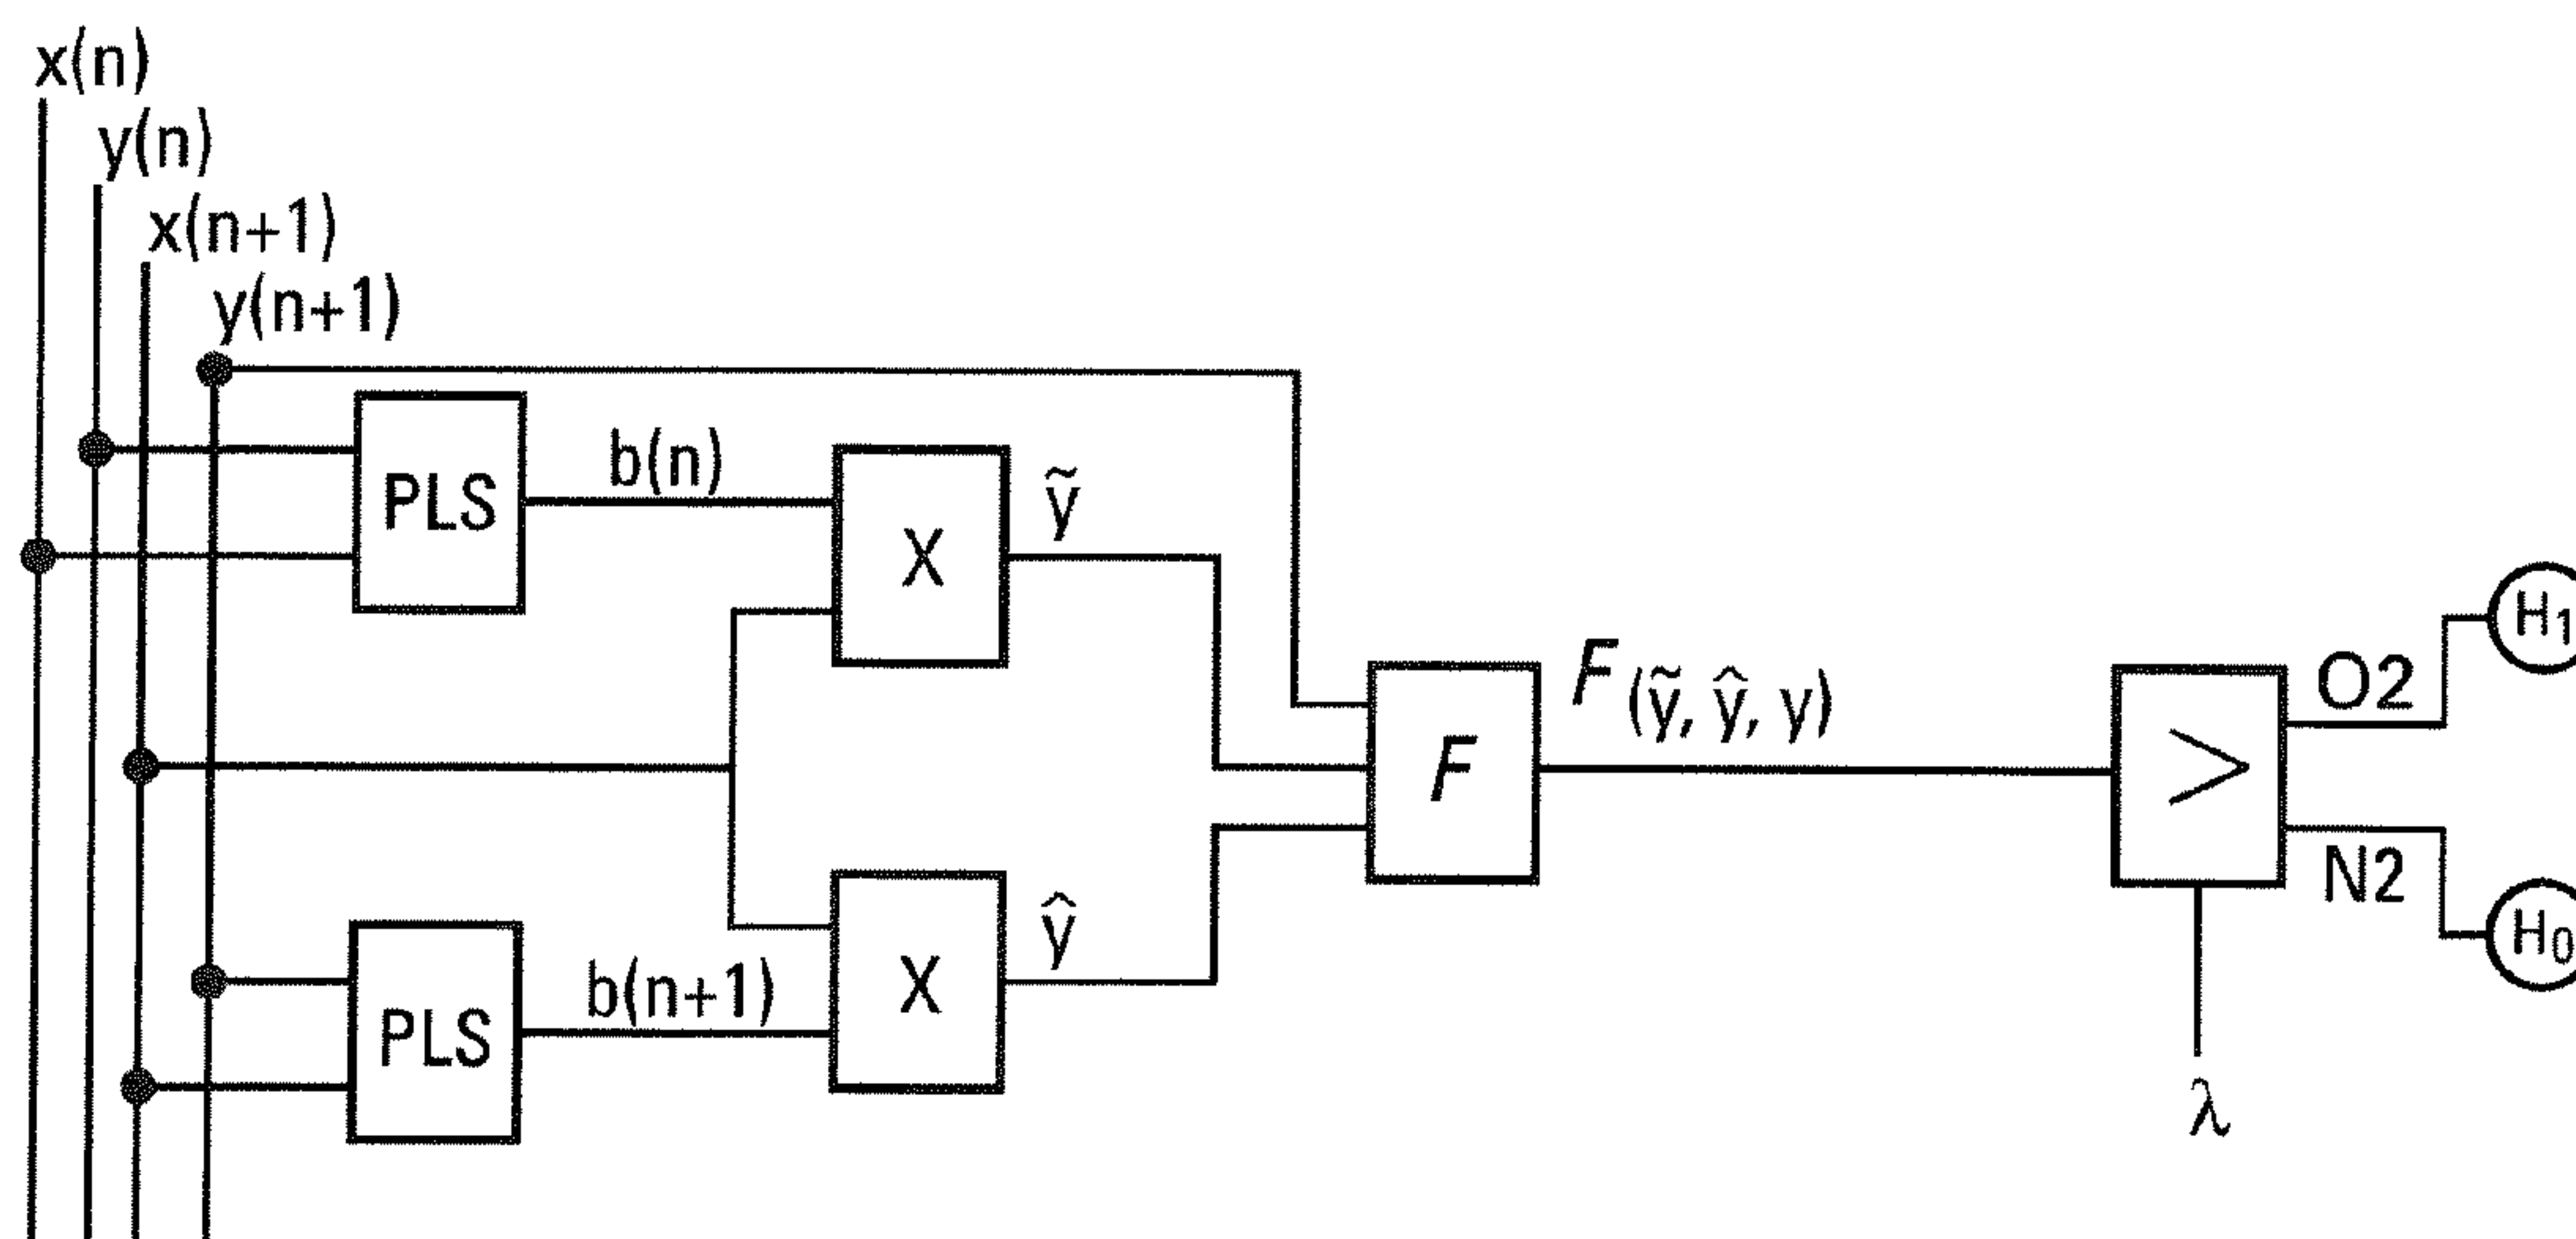 x(n)
y(n)
x(n+1)
y(n+1)
PLS
b(n)
X
ỹ
F
F(ỹ, ŷ, y)
>
O2
H1
N2
H0
λ
PLS
b(n+1)
X
ŷ